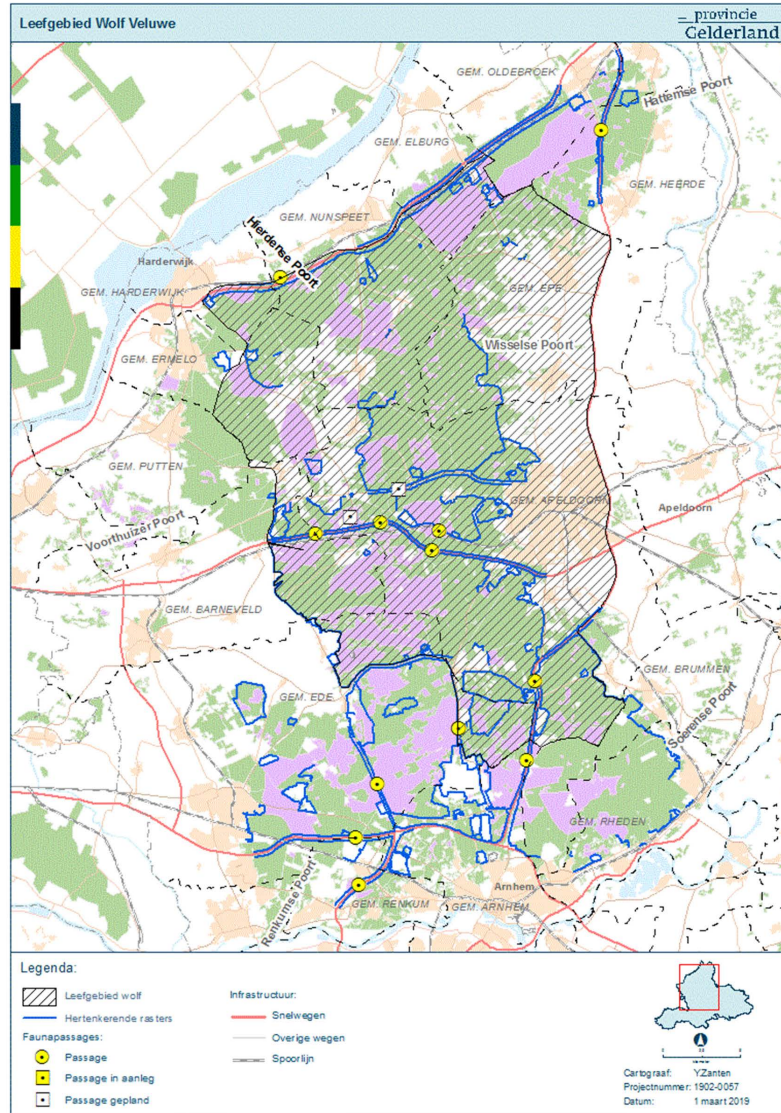 Leefgebied Wolf Veluwe
provincie
Gelderland
GEM. OLDEBROEK
Hattemse Poort
GEM. ELBURG
GEM. HEERDE
GEM. NUNSPEET
Hierdense Poort
Harderwijk
GEM. HARDERWIJK
GEM. EPE
Wisselse Poort
GEM. ERMELO
GEM. PUTTEN
GEM. APELDOORN
Apeldoorn
Voorthuizer Poort
GEM. BARNEVELD
GEM. BRUMMEN
GEM. EDE
Soerense Poort
GEM. RHEDEN
Renkumse Poort
Arnhem
GEM. RENKUM
GEM. ARNHEM
Legenda:
Leefgebied wolf
Hertenkerende rasters
Faunapassages:
Passage
Passage in aanleg
Passage gepland
Infrastructuur:
Snelwegen
Overige wegen
Spoorlijn
Cartograaf: YZanten
Projectnummer: 1902-0057
Datum: 1 maart 2019